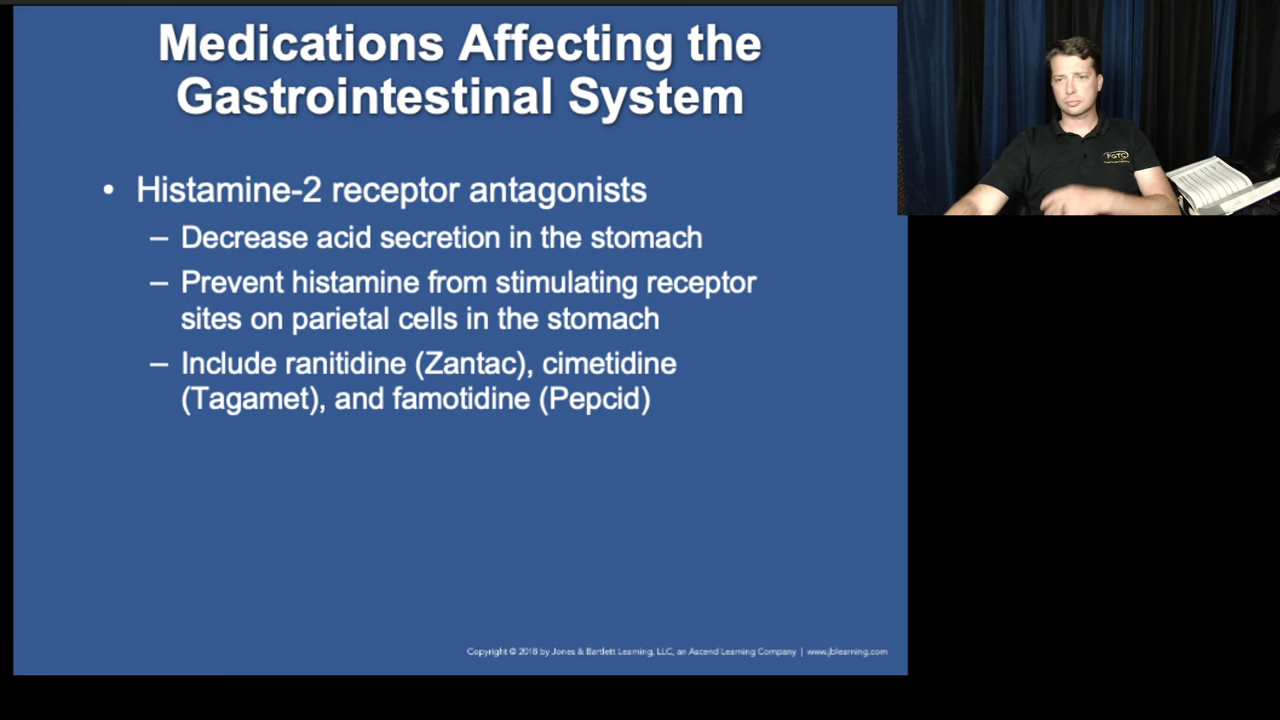 Medications Affecting the
Gastrointestinal System
• Histamine-2 receptor antagonists
– Decrease acid secretion in the stomach
– Prevent histamine from stimulating receptor
sites on parietal cells in the stomach
– Include ranitidine (Zantac), cimetidine
(Tagamet), and famotidine (Pepcid)
Copyright © 2018 by Jones & Bartlett Learning, LLC, an Ascend Learning Company | www.jblearning.com
FGTC